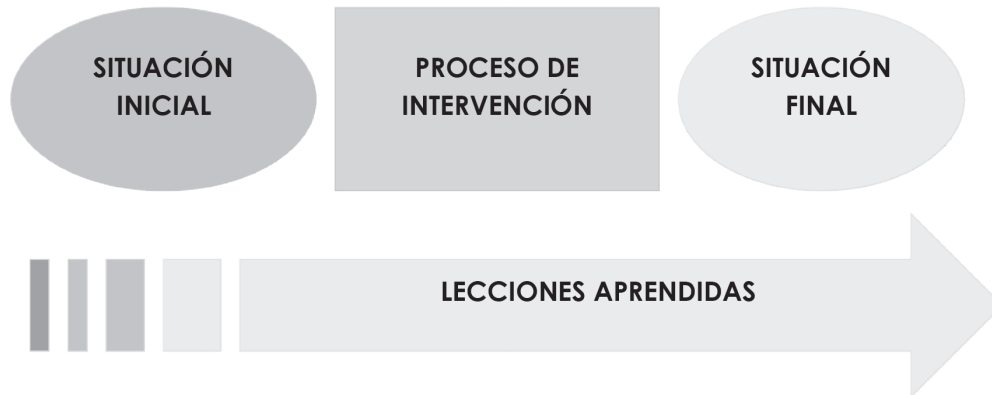 SITUACIÓN
INICIAL
PROCESO DE
INTERVENCIÓN
SITUACIÓN
FINAL
LECCIONES APRENDIDAS